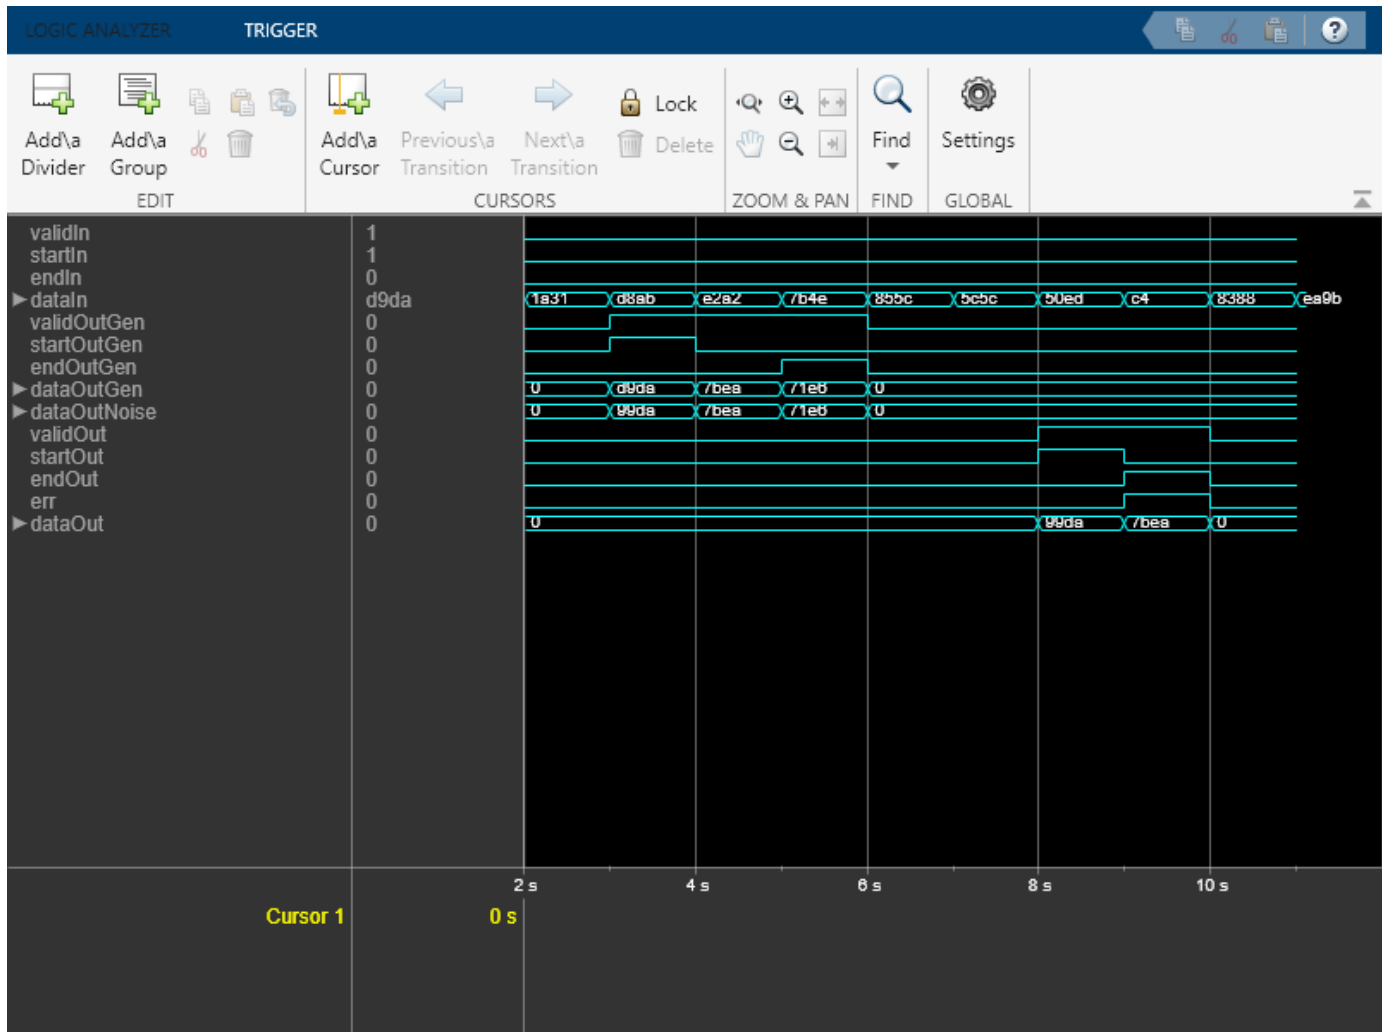 LOGIC ANALYZER TRIGGER
?
Add\a Divider
Add\a Group
Add\a Cursor
Previous\a Transition
Next\a Transition
Lock
Delete
Find
Settings
EDIT CURSORS ZOOM & PAN FIND GLOBAL
validIn 1
startIn 1
endIn 0
dataIn d9da 1a31 d8ab e2a2 7b4e 855c 5c5c 50ed c4 8388 ea9b
validOutGen 0
startOutGen 0
endOutGen 0
dataOutGen 0 0 d9da 7bea 71e6 0
dataOutNoise 0 0 99da 7bea 71e6 0
validOut 0
startOut 0
endOut 0
err 0
dataOut 0 0 99da 7bea 0
2 s 4 s 6 s 8 s 10 s
Cursor 1 0 s